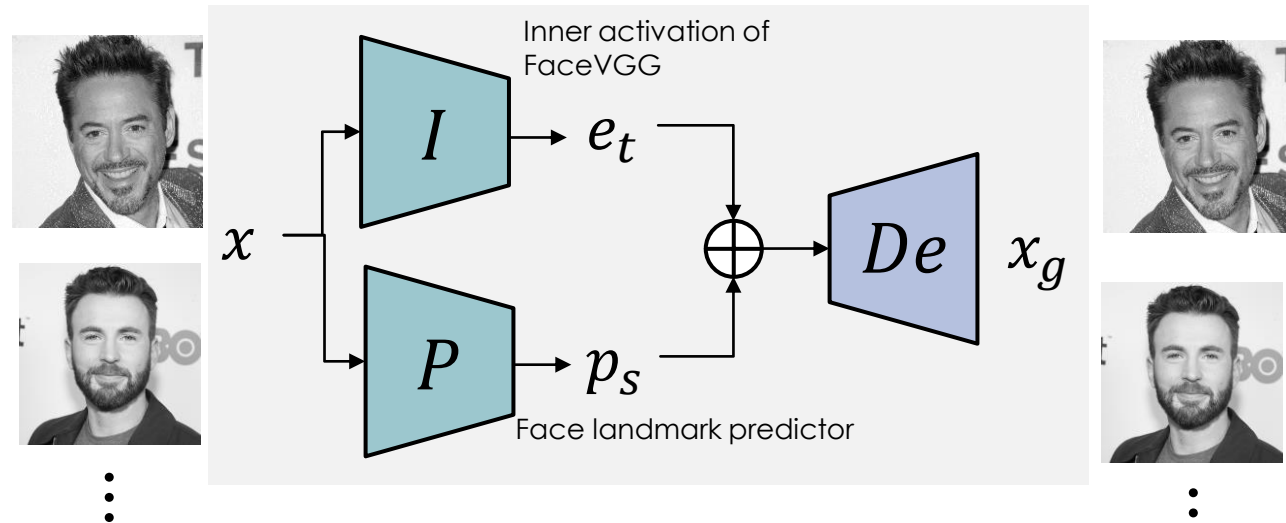 Inner activation of
FaceVGG
I
e_t
x
De
x_g
P
p_s
Face landmark predictor